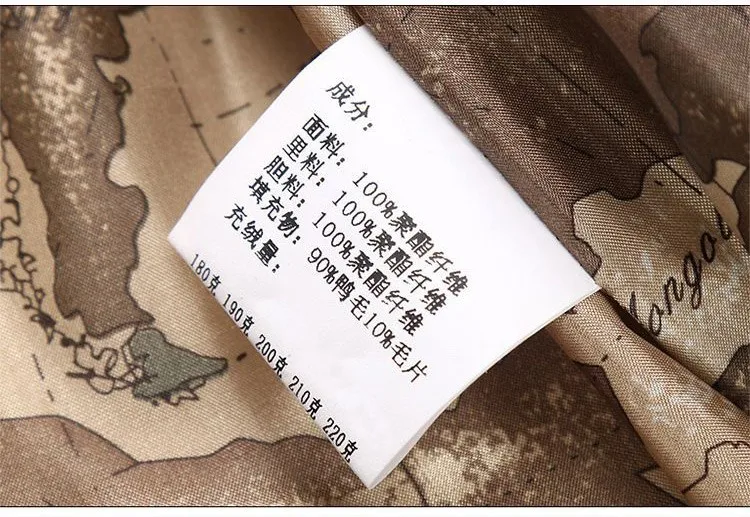 成分:
面料: 100%聚酯纤维
里料: 100%聚酯纤维
胆料: 100%聚酯纤维
填充物: 90%鸭毛10%毛片
充绒量:
180克 190克 200克 210克 220克
Mongol